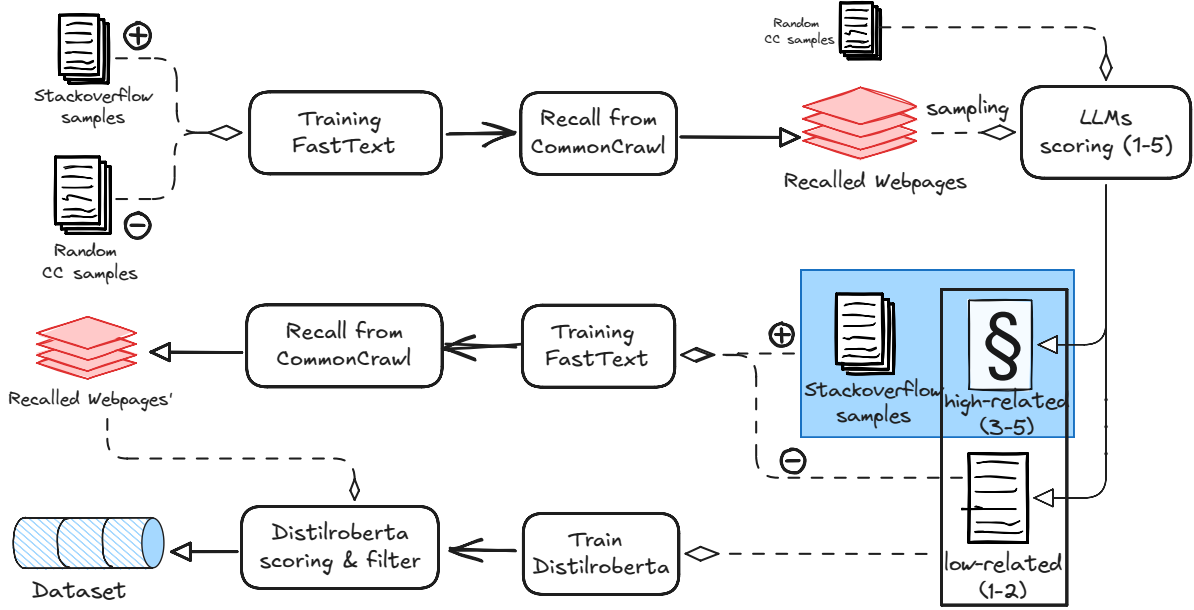 Stackoverflow
samples
Random
CC samples
Training
FastText
Recall from
CommonCrawl
Recalled Webpages
Random
CC samples
sampling
LLMs
scoring (1-5)
Recalled Webpages'
Recall from
CommonCrawl
Training
FastText
Stackoverflow
samples
§
high-related
(3-5)
low-related
(1-2)
Dataset
Distilroberta
scoring & filter
Train
Distilroberta